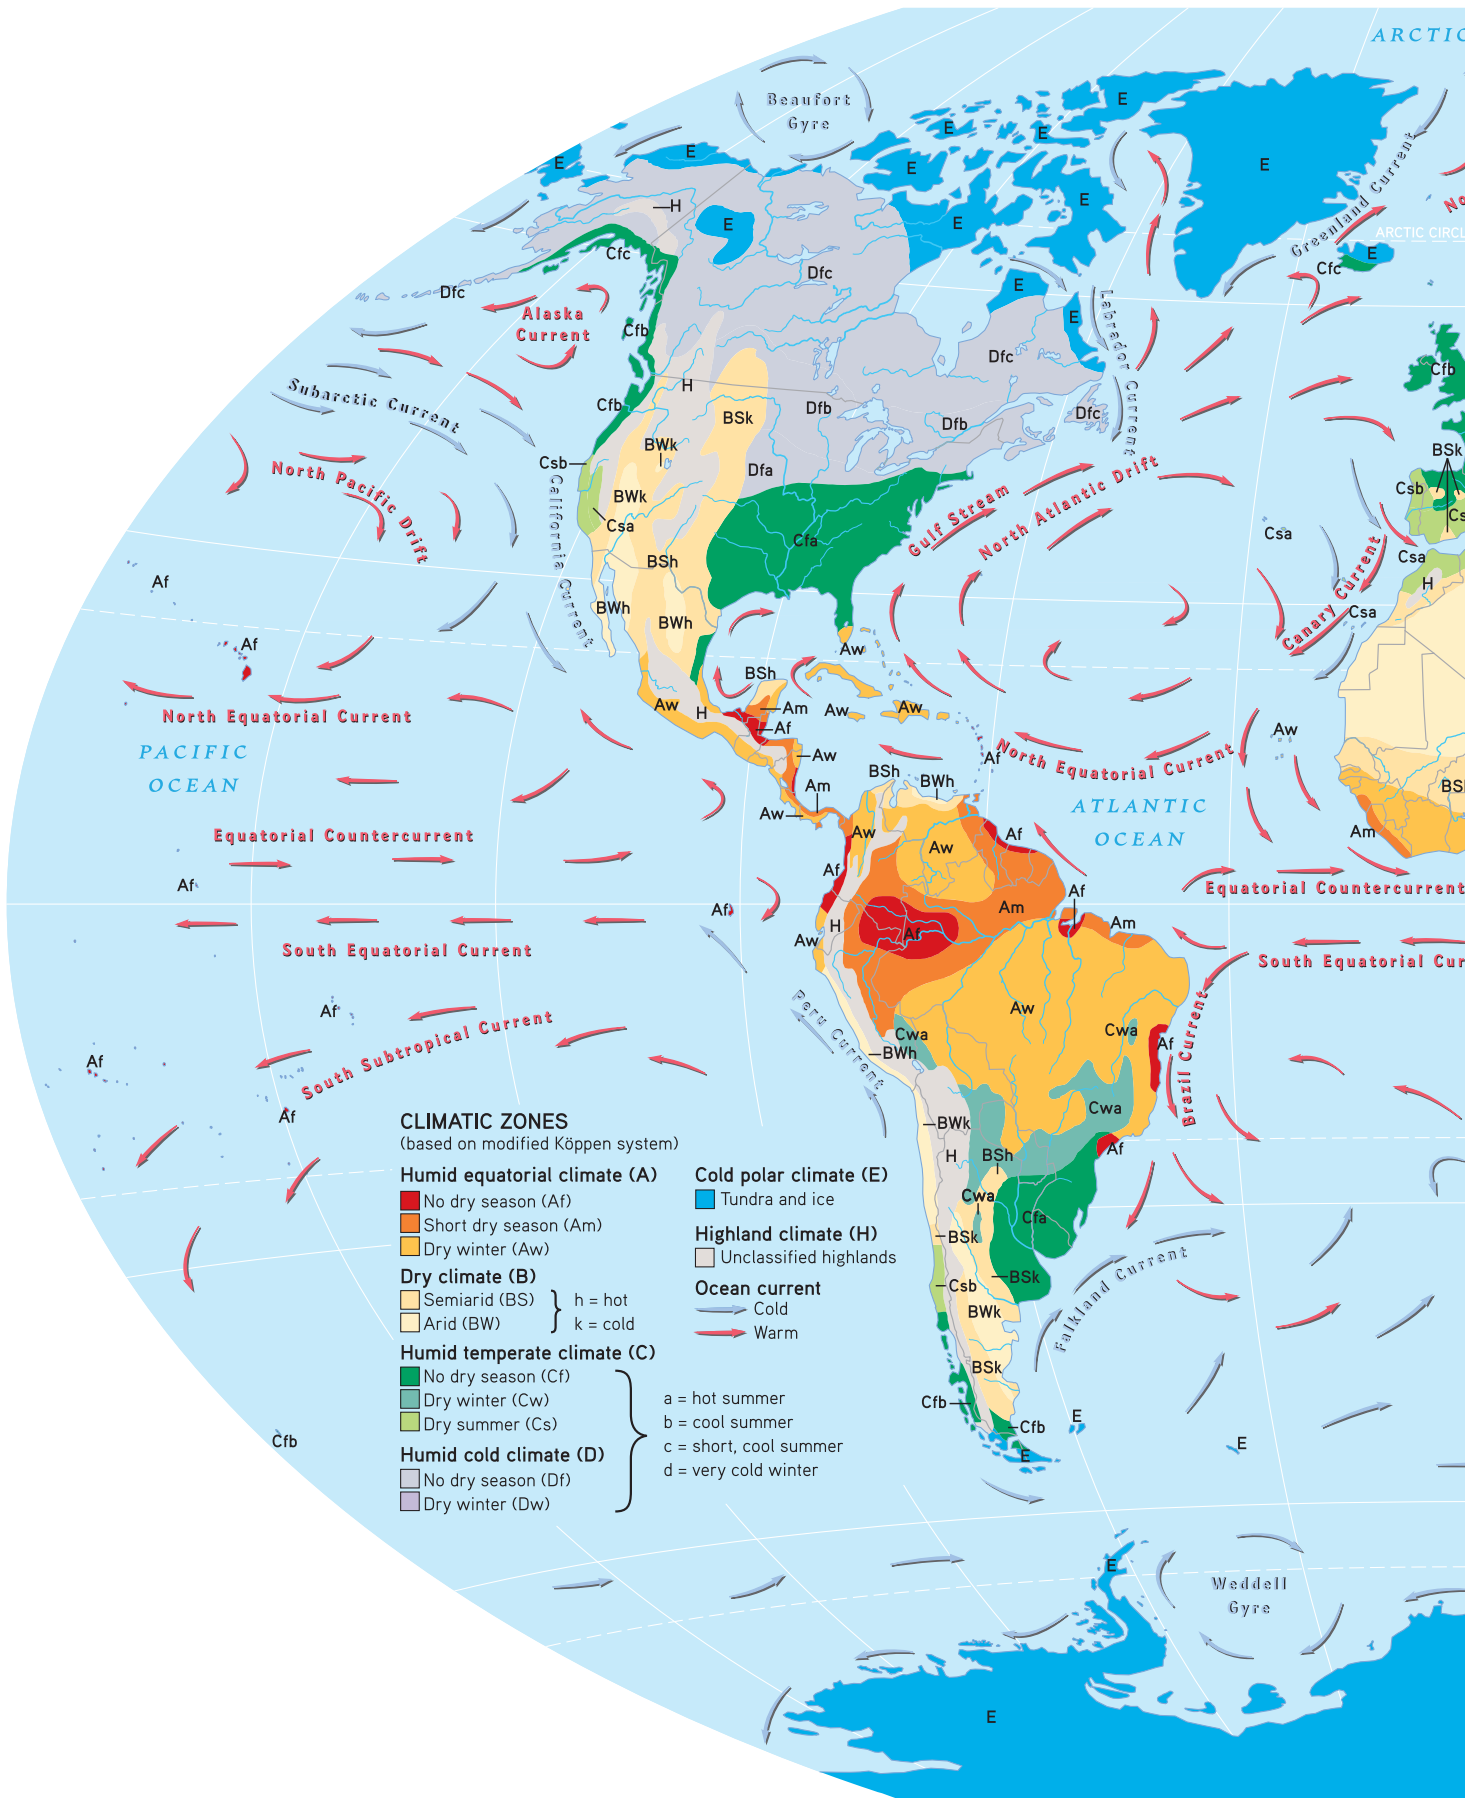 ARCTIC
Beaufort
Gyre
E
E
E
E
E
E
E
E
E
E
H
E
Greenland Current
No
ARCTIC CIRCL
E
Cfc
Cfc
Dfc
Dfc
E
E
Labrador Current
Alaska
Current
Cfb
Dfc
Cfb
Subarctic Current
H
Cfb
Dfb
BSk
Dfb
Dfc
BWk
BSk
Csb
Dfa
North Pacific Drift
California Current
BWk
Csa
Gulf Stream
North Atlantic Drift
Csb
Cs
Cfa
Csa
Csa
Canary Current
BSh
H
Af
BWh
BWh
Csa
Af
Aw
BSh
Aw
H
Am
Aw
Aw
Af
North Equatorial Current
Aw
North Equatorial Current
Aw
PACIFIC
OCEAN
Af
BSh
BWh
Am
BS
ATLANTIC
OCEAN
Aw
Aw
Af
Am
Equatorial Countercurrent
Aw
Af
Af
Af
Equatorial Countercurrent
Af
Am
Am
H
Af
Aw
South Equatorial Current
South Equatorial Cur
Peru Current
Aw
Brazil Current
Af
South Subtropical Current
Cwa
Cwa
Af
Af
BWh
Af
Cwa
BWk
H
BSh
Af
Cwa
Cfa
BSk
Falkland Current
BSk
Csb
BWk
BSk
Cfb
Cfb
E
E
E
Cfb
CLIMATIC ZONES
(based on modified Köppen system)
Humid equatorial climate (A)
No dry season (Af)
Short dry season (Am)
Dry winter (Aw)
Dry climate (B)
Semiarid (BS)
Arid (BW)
h = hot
k = cold
Humid temperate climate (C)
No dry season (Cf)
Dry winter (Cw)
Dry summer (Cs)
Humid cold climate (D)
No dry season (Df)
Dry winter (Dw)
a = hot summer
b = cool summer
c = short, cool summer
d = very cold winter
Cold polar climate (E)
Tundra and ice
Highland climate (H)
Unclassified highlands
Ocean current
Cold
Warm
E
Weddell
Gyre
E